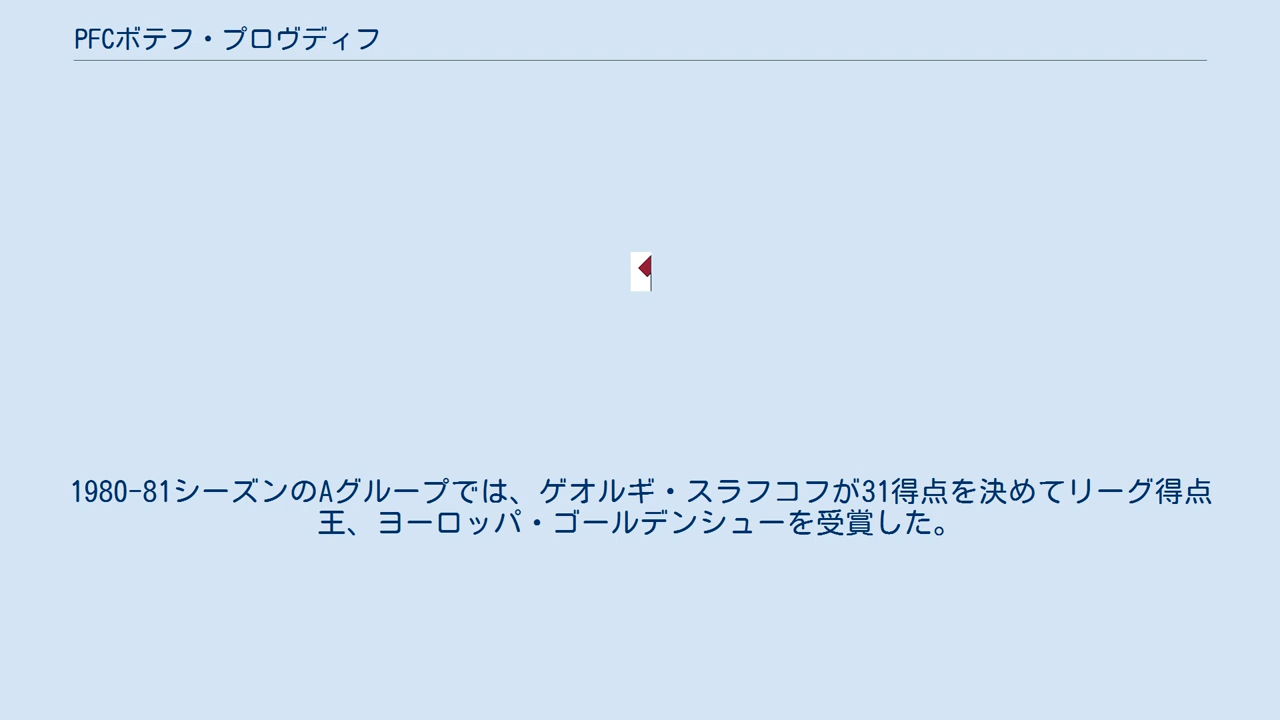 PFCボテフ・プロヴディフ
1980-81シーズンのAグループでは、ゲオルギ・スラフコフが31得点を決めてリーグ得点
王、ヨーロッパ・ゴールデンシューを受賞した。